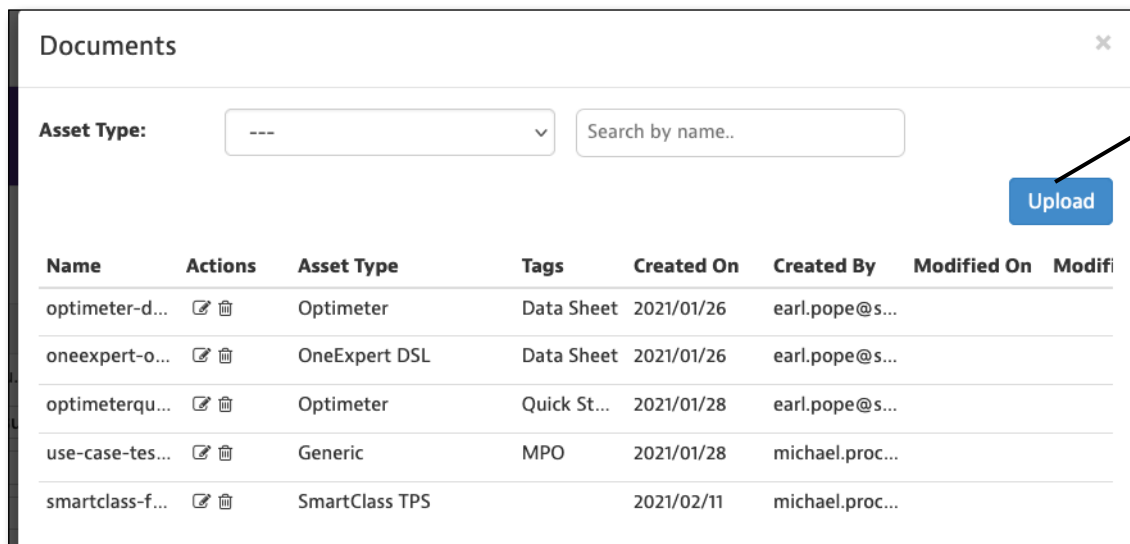 Documents ×
Asset Type: --- Search by name..
Upload
Name Actions Asset Type Tags Created On Created By Modified On Modifi
optimeter-d... Optimeter Data Sheet 2021/01/26 earl.pope@s...
oneexpert-o... OneExpert DSL Data Sheet 2021/01/26 earl.pope@s...
optimeterqu... Optimeter Quick St... 2021/01/28 earl.pope@s...
use-case-tes... Generic MPO 2021/01/28 michael.proc...
smartclass-f... SmartClass TPS 2021/02/11 michael.proc...